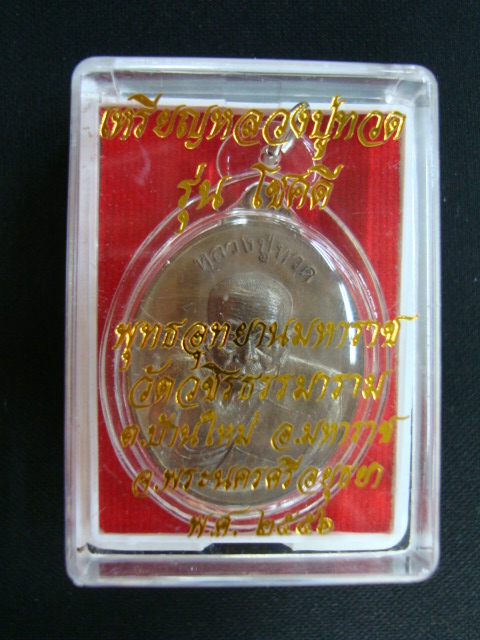 เหรียญหลวงปู่ทวด
รุ่น โชคดี
หลวงปู่ทวด
พุทธอุทยานมหาราช
วัดวชิรธรรมาราม
ต.บ้านใหม่ อ.มหาราช
จ.พระนครศรีอยุธยา
พ.ศ. ๒๕๕๖